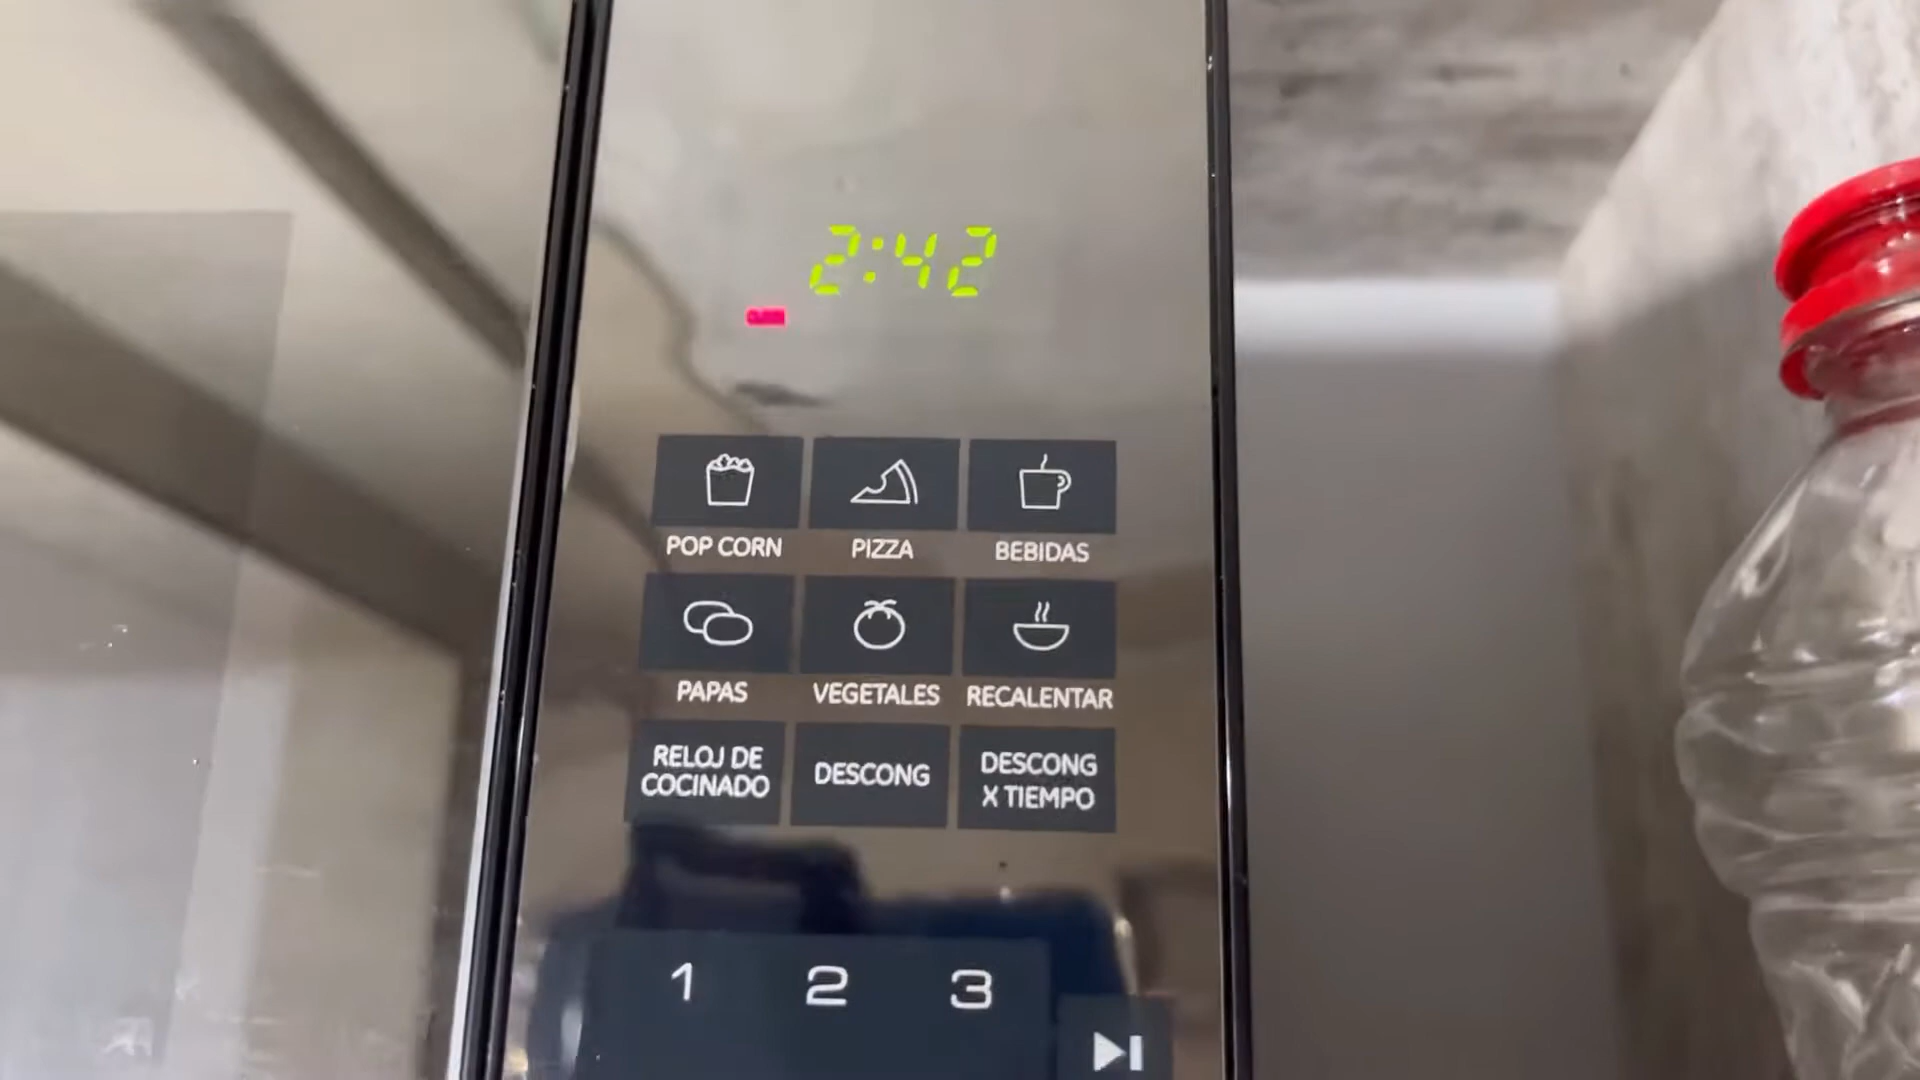 2:42
POP CORN
PIZZA
BEBIDAS
PAPAS
VEGETALES
RECALENTAR
RELOJ DE
COCINADO
DESCONG
DESCONG
X TIEMPO
1
2
3